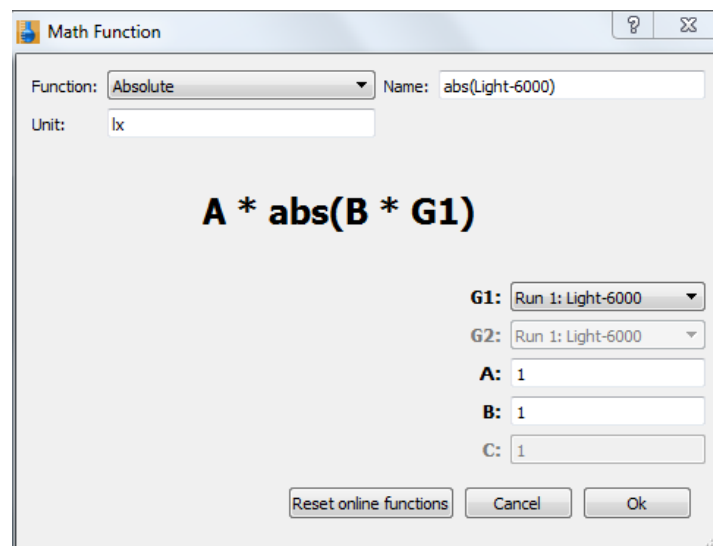 Math Function
Function: Absolute Name: abs(Light-6000)
Unit: lx
A * abs(B * G1)
G1: Run 1: Light-6000
G2: Run 1: Light-6000
A: 1
B: 1
C: 1
Reset online functions Cancel Ok